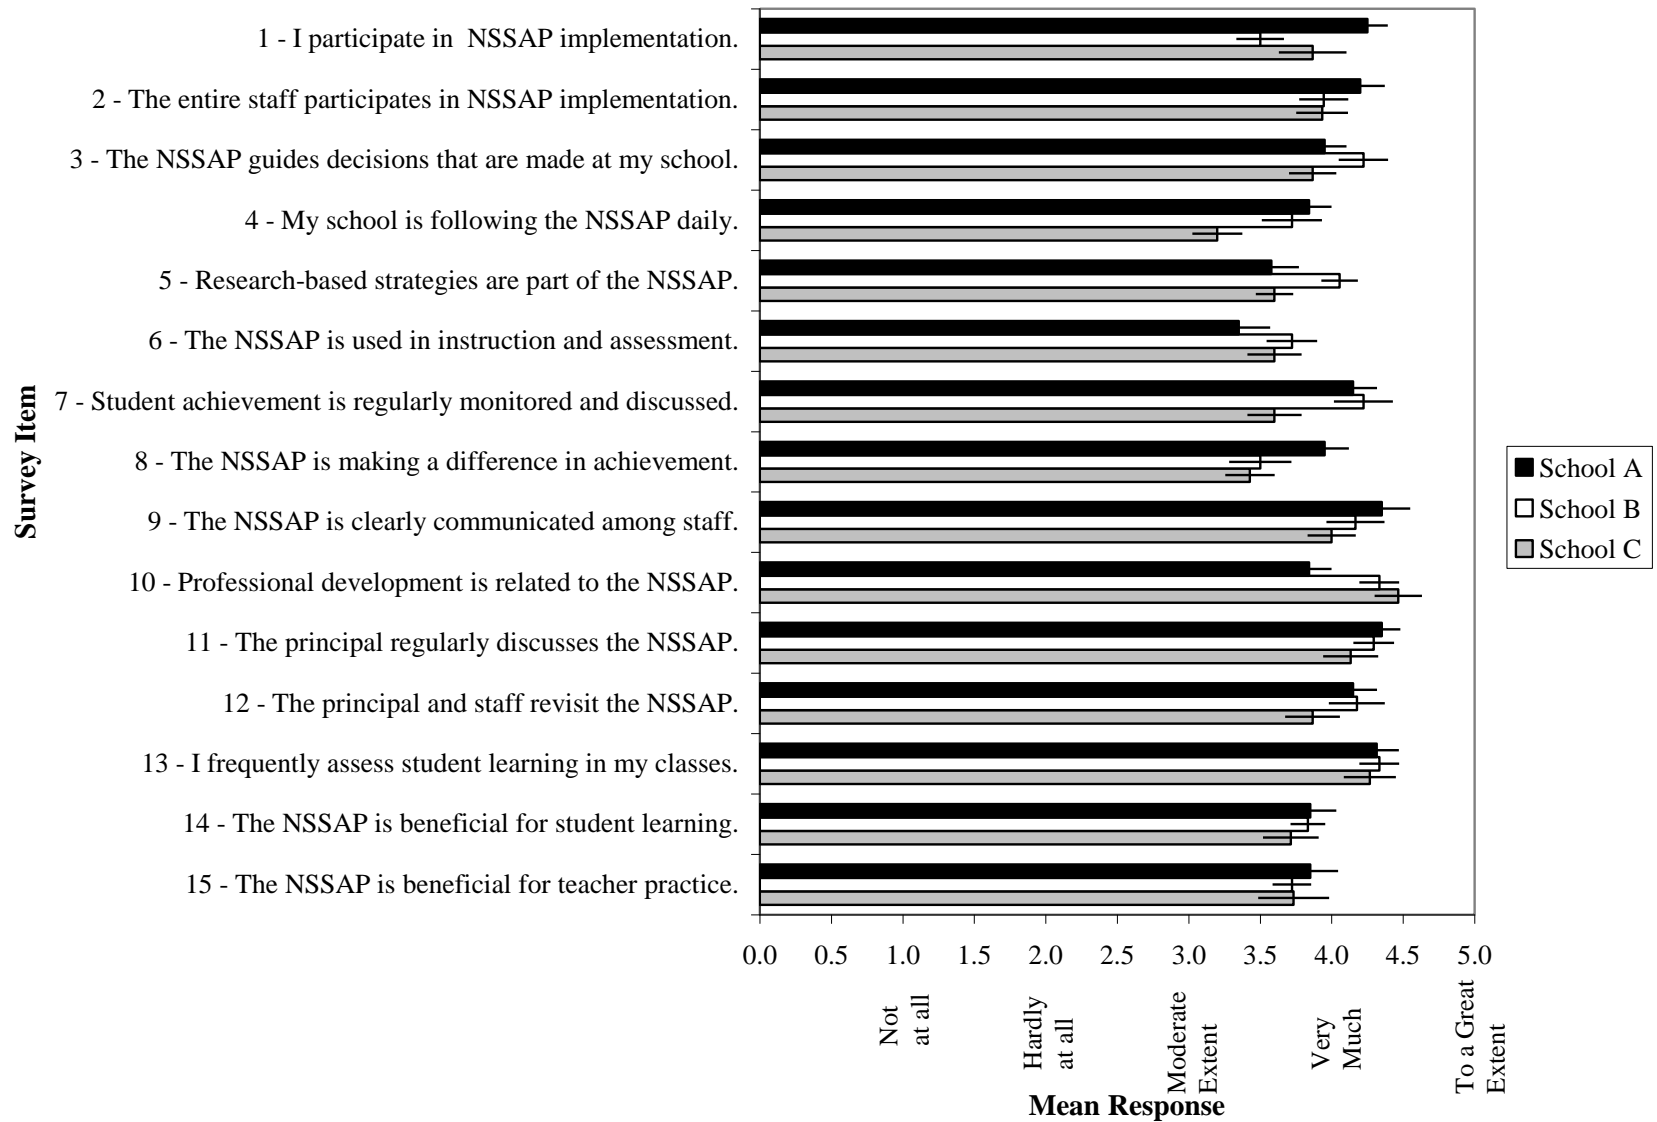 1 - I participate in  NSSAP implementation.
2 - The entire staff participates in NSSAP implementation.
3 - The NSSAP guides decisions that are made at my school.
4 - My school is following the NSSAP daily.
5 - Research-based strategies are part of the NSSAP.
6 - The NSSAP is used in instruction and assessment.
7 - Student achievement is regularly monitored and discussed.
8 - The NSSAP is making a difference in achievement.
9 - The NSSAP is clearly communicated among staff.
10 - Professional development is related to the NSSAP.
11 - The principal regularly discusses the NSSAP.
12 - The principal and staff revisit the NSSAP.
13 - I frequently assess student learning in my classes.
14 - The NSSAP is beneficial for student learning.
15 - The NSSAP is beneficial for teacher practice.
Survey Item
School A
School B
School C
0.0 0.5 1.0 1.5 2.0 2.5 3.0 3.5 4.0 4.5 5.0
Not
at all
Hardly
at all
Moderate
Extent
Very
Much
To a Great
Extent
Mean Response